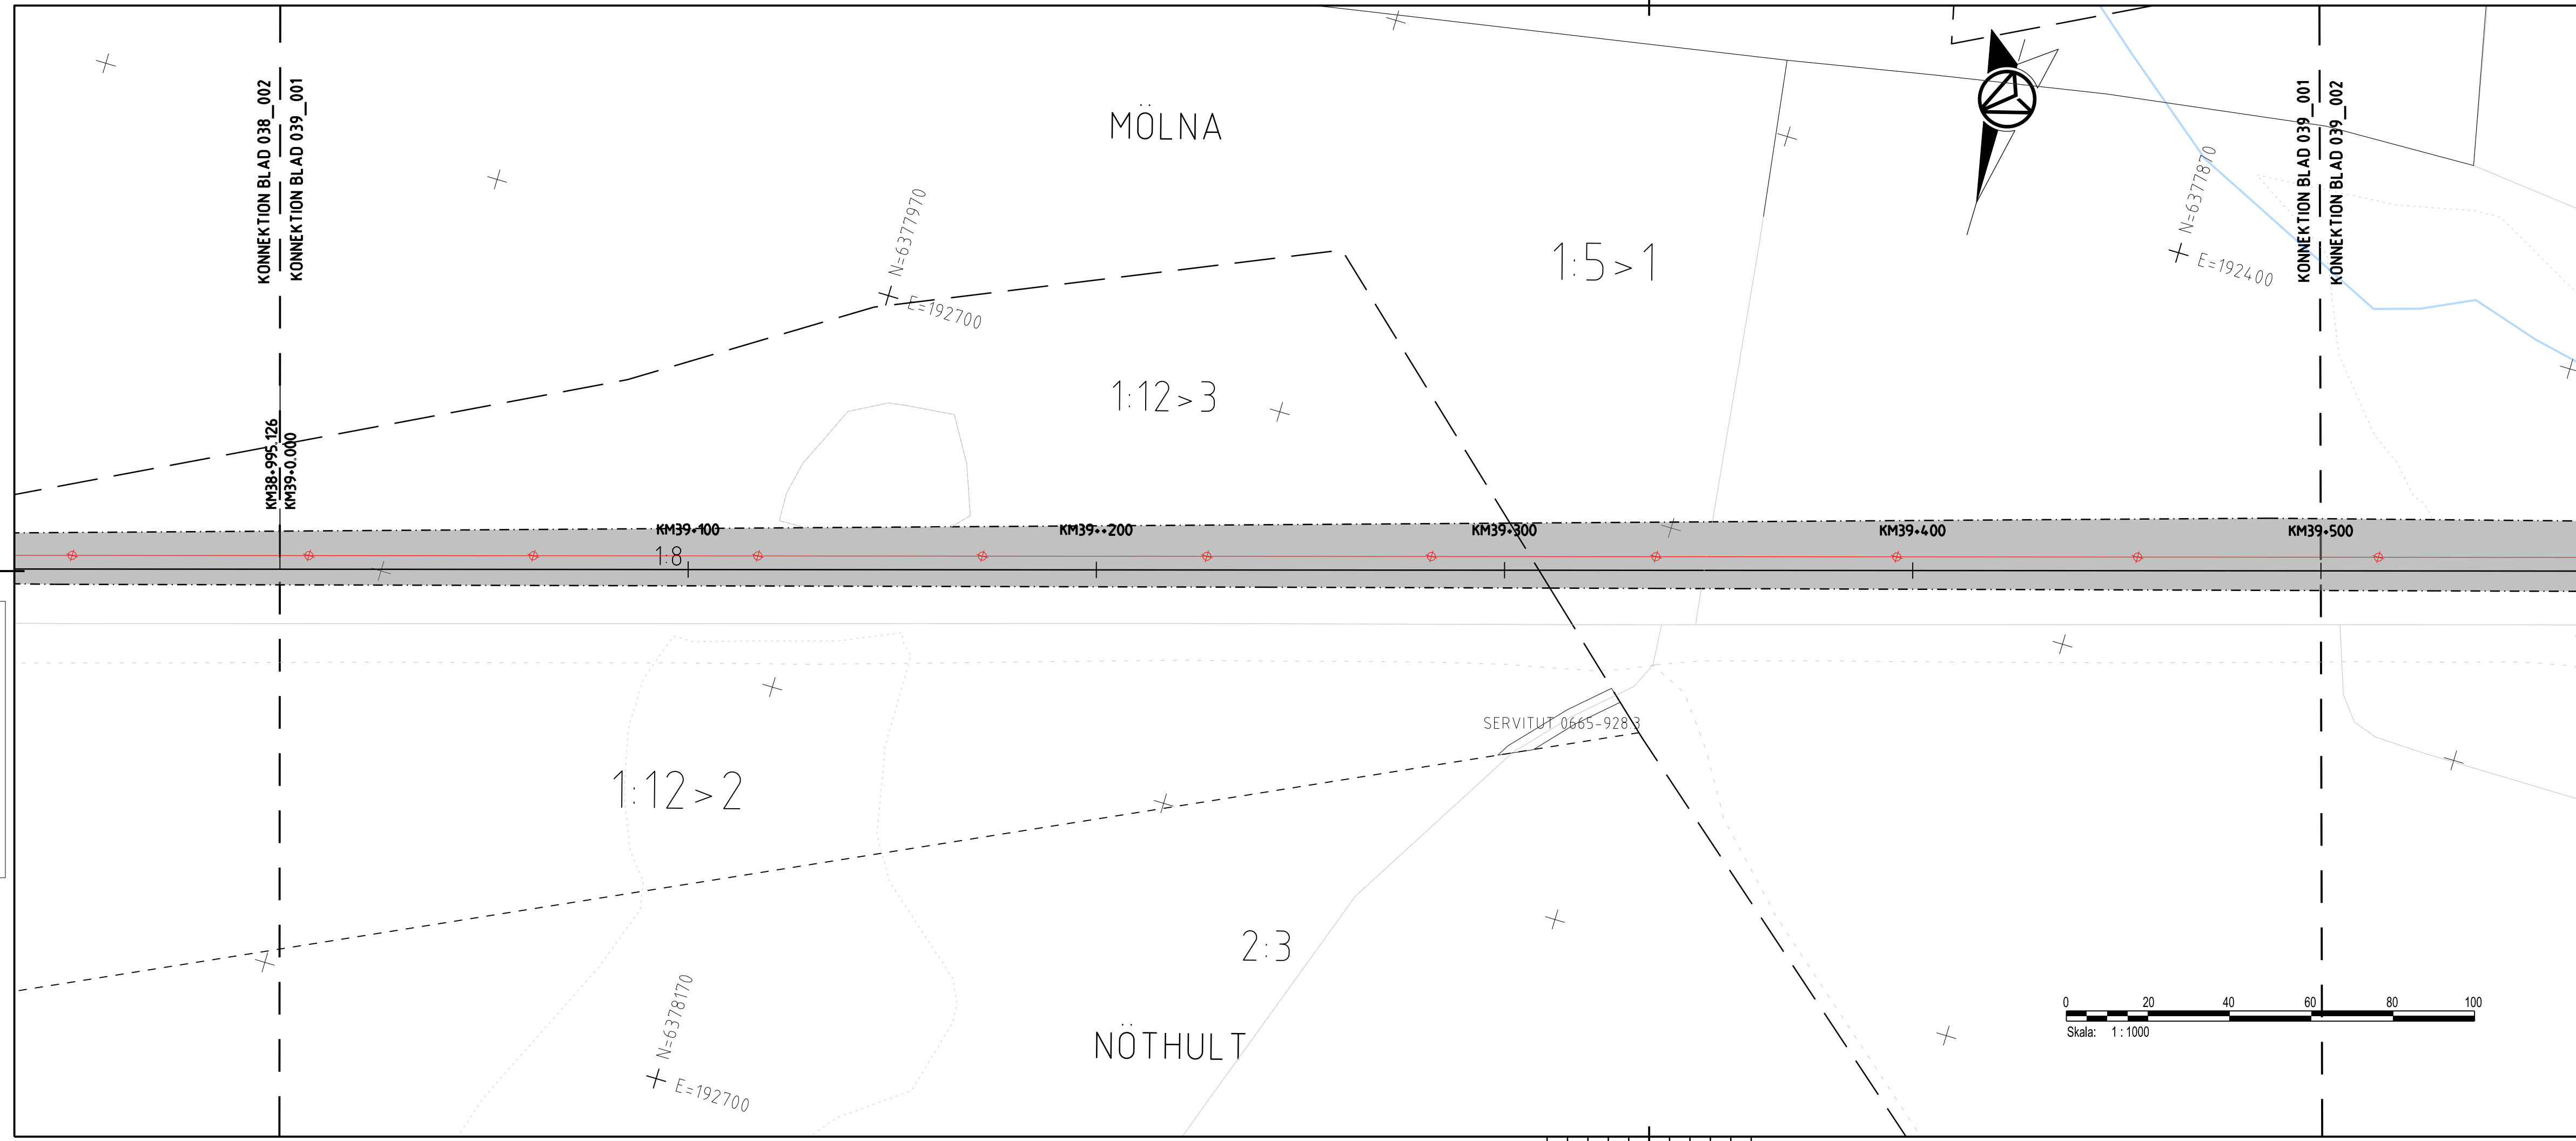 KONNEKTION BLAD 038_002
KONNEKTION BLAD 039_001
MÖLNA
KONNEKTION BLAD 039_001
KONNEKTION BLAD 039_002
N=6377970
E=192700
N=6377870
E=192400
1:5>1
1:12>3
KM38+995.126
KM39+0.000
KM39+100
KM39++200
KM39+300
KM39+400
KM39+500
1:8
SERVITUT 0665-928.3
1:12>2
2:3
N=6378170
E=192700
NÖTHULT
0 20 40 60 80 100
Skala: 1 : 1000